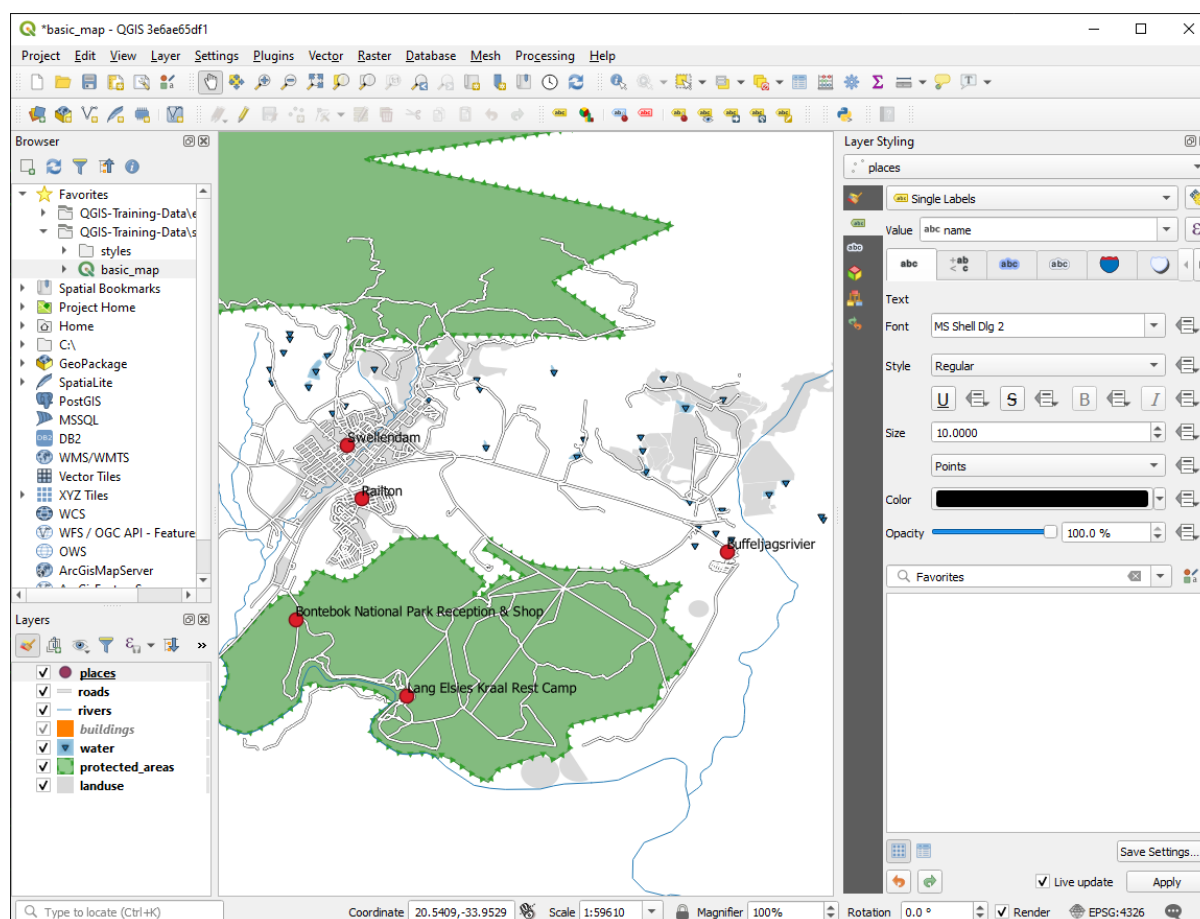 *basic_map - QGIS 3e6ae65df1
Project Edit View Layer Settings Plugins Vector Raster Database Mesh Processing Help
Browser
Favorites
QGIS-Training-Data\e
QGIS-Training-Data\s
styles
basic_map
Spatial Bookmarks
Project Home
Home
C:\
GeoPackage
SpatiaLite
PostGIS
MSSQL
DB2
WMS/WMTS
Vector Tiles
XYZ Tiles
WCS
WFS / OGC API - Feature
OWS
ArcGisMapServer
Layers
places
roads
rivers
buildings
water
protected_areas
landuse
Swellendam
Railton
Buffeljagsrivier
Bontebok National Park Reception & Shop
Lang Elsies Kraal Rest Camp
Layer Styling
places
Single Labels
Value abc name
Text
Font MS Shell Dlg 2
Style Regular
U S B I
Size 10.0000
Points
Color
Opacity 100.0 %
Favorites
Save Settings...
Live update Apply
Type to locate (Ctrl+K) Coordinate 20.5409,-33.9529 Scale 1:59610 Magnifier 100% Rotation 0.0 ° Render EPSG:4326